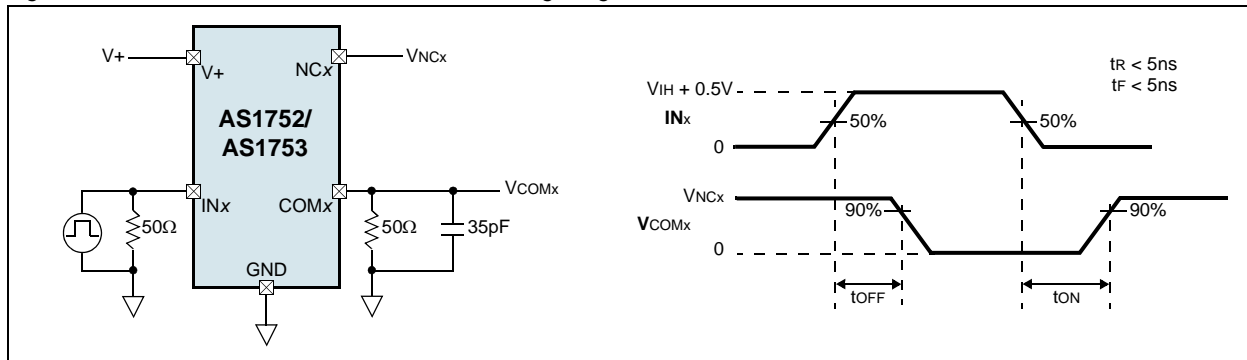 V+
V+
NCx
VNCx
AS1752/
AS1753
INx
COMx
VCOMx
50Ω
50Ω
35pF
GND
tR < 5ns
tF < 5ns
VIH + 0.5V
INx
50%
50%
0
VNCx
90%
90%
VCOMx
0
tOFF
tON